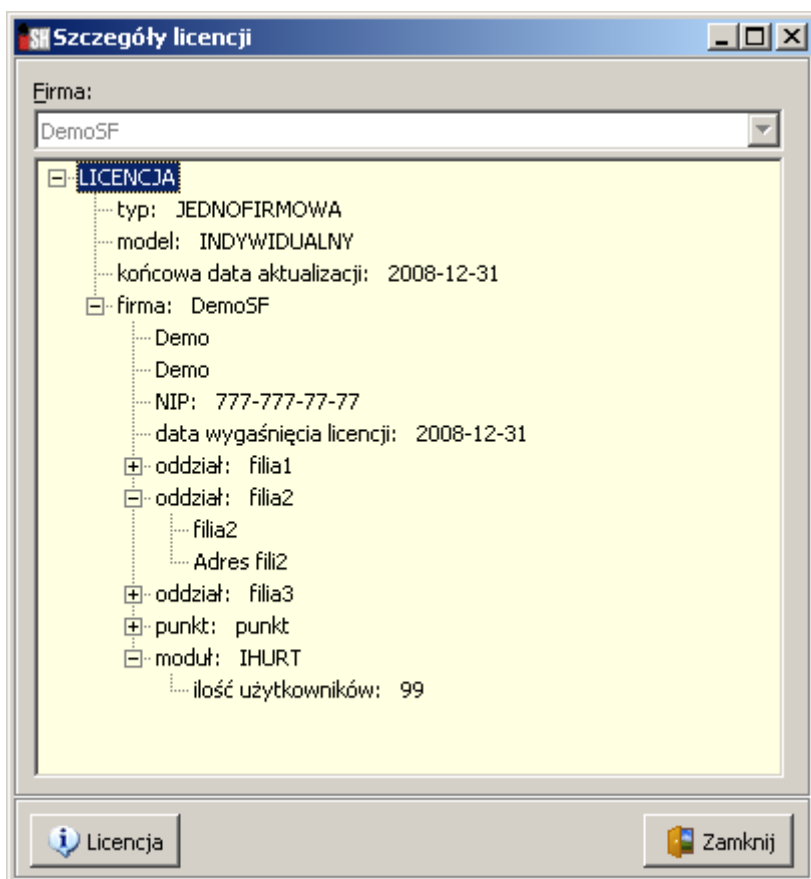 SH Szczegóły licencji
Firma:
DemoSF
LICENCJA
typ: JEDNOFIRMOWA
model: INDYWIDUALNY
końcowa data aktualizacji: 2008-12-31
firma: DemoSF
Demo
Demo
NIP: 777-777-77-77
data wygaśnięcia licencji: 2008-12-31
oddział: filia1
oddział: filia2
filia2
Adres fili2
oddział: filia3
punkt: punkt
moduł: IHURT
ilość użytkowników: 99
Licencja Zamknij